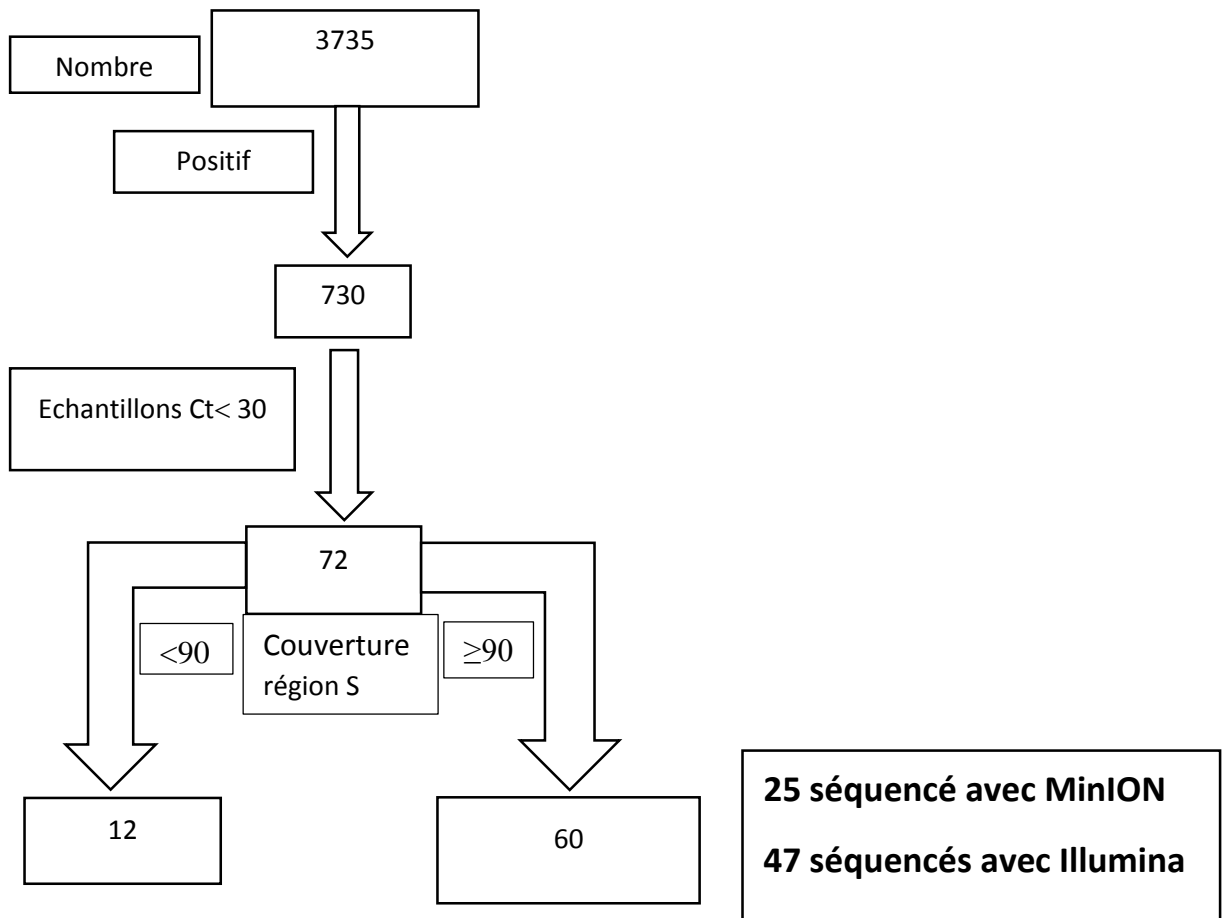 3735
Nombre
Positif
730
Echantillons Ct< 30
72
<90
Couverture
région S
≥90
12
60
25 séquencé avec MinION
47 séquencés avec Illumina